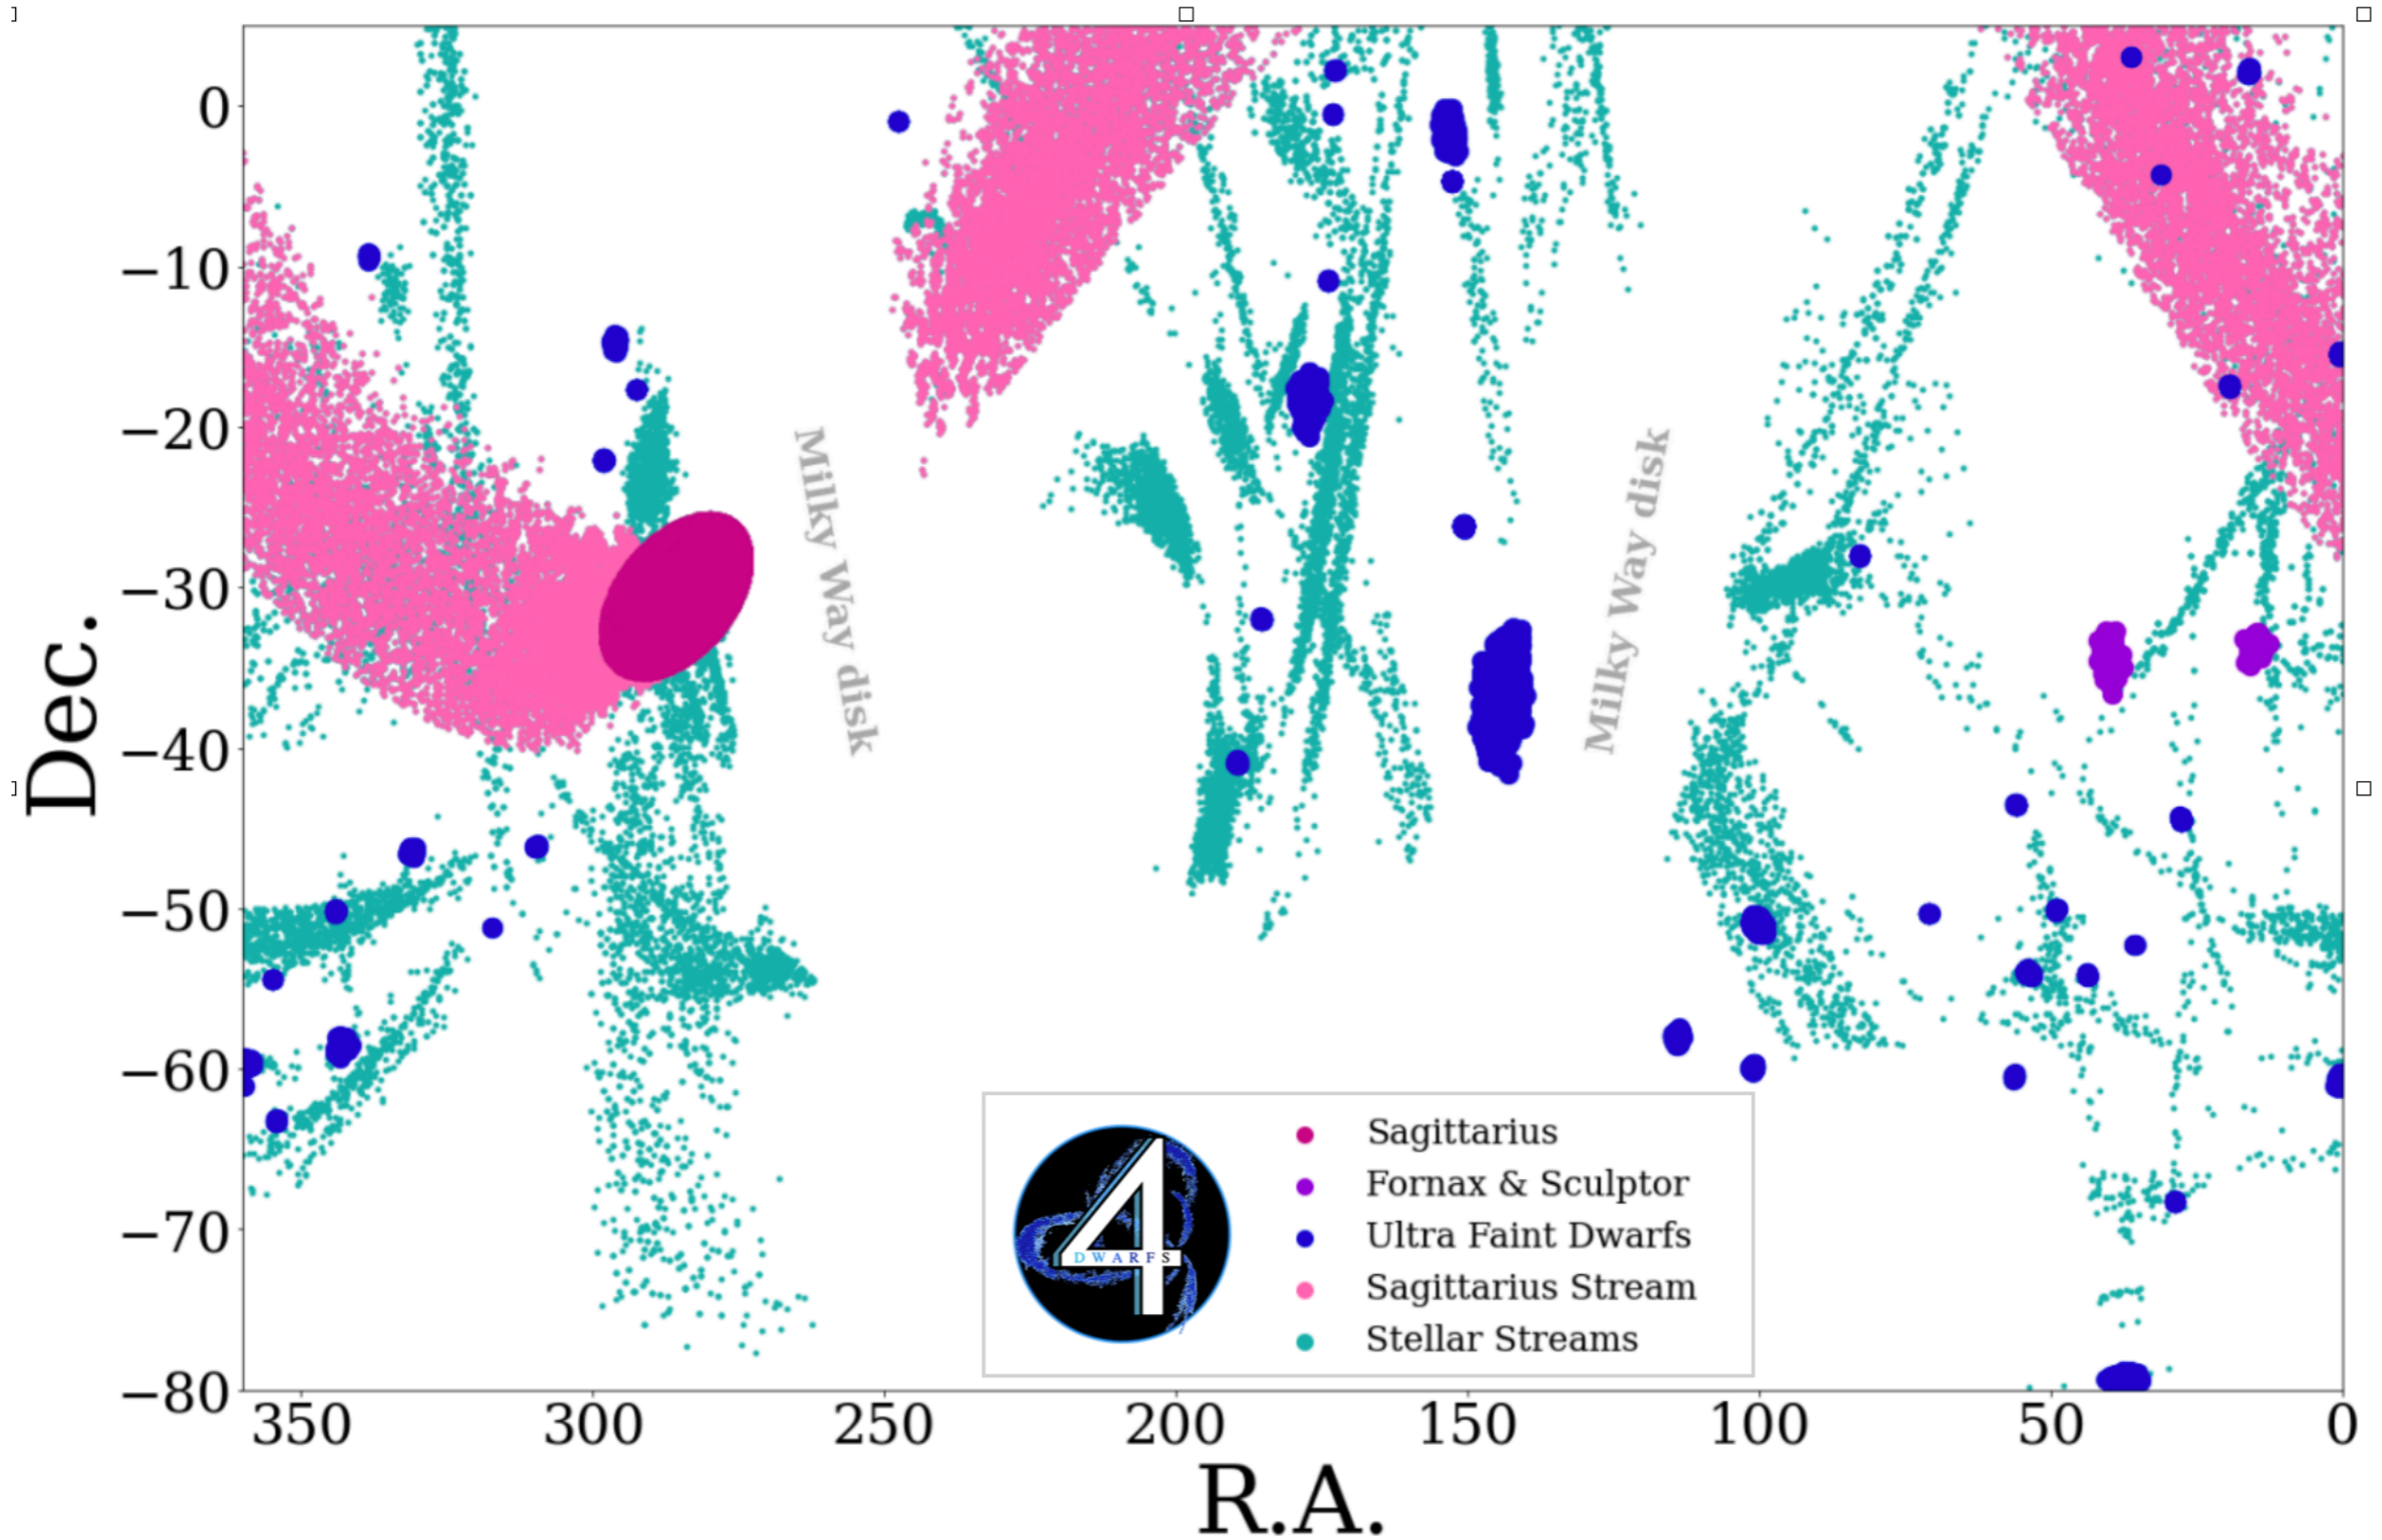 0
−10
−20
−30
−40
−50
−60
−70
−80
Dec.
350
300
250
200
150
100
50
0
R.A.
Milky Way disk
Milky Way disk
4
DWARFS
Sagittarius
Fornax & Sculptor
Ultra Faint Dwarfs
Sagittarius Stream
Stellar Streams